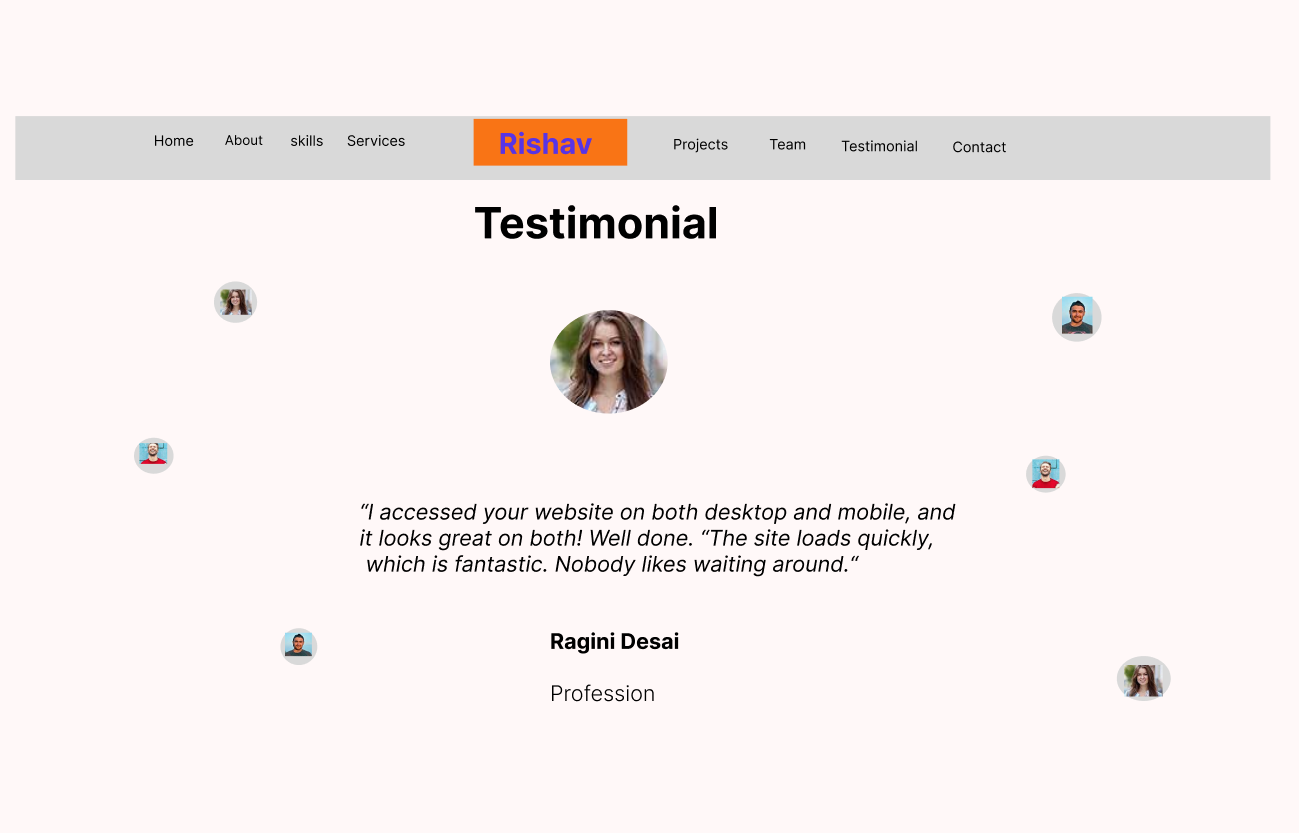 Home About skills Services Rishav Projects Team Testimonial Contact
Testimonial
“I accessed your website on both desktop and mobile, and
it looks great on both! Well done. “The site loads quickly,
which is fantastic. Nobody likes waiting around.“
Ragini Desai
Profession